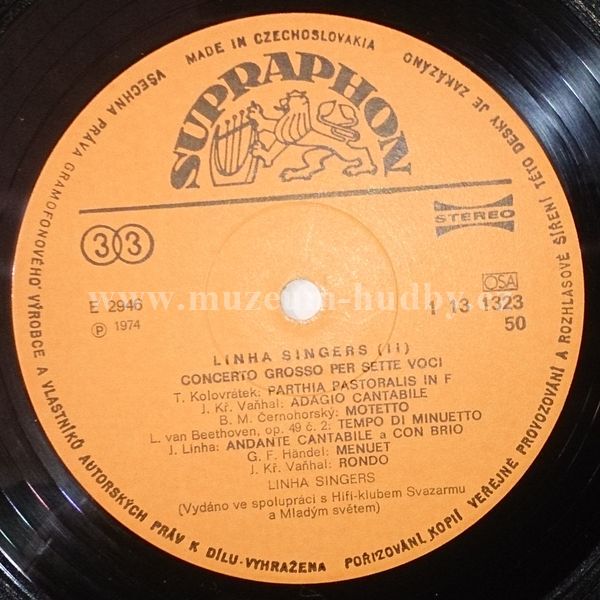 MADE IN CZECHOSLOVAKIA
VŠECHNA PRÁVA GRAMOFONOVÉHO VÝROBCE A VLASTNÍKŮ AUTORSKÝCH PRÁV K DÍLU·VYHRAŽENA
POŘIZOVÁNÍ KOPIÍ VEŘEJNÉ PROVOZOVÁNÍ A ROZHLASOVÉ ŠÍŘENÍ TÉTO DESKY JE ZAKÁZÁNO
SUPRAPHON
33
STEREO
E 2946
℗ 1974
OSA
1 13 1323
50
www.muzeum-hudby.cz
LINHA SINGERS (II)
CONCERTO GROSSO PER SETTE VOCI
T. Kolovrátek: PARTHIA PASTORALIS IN F
J. Kř. Vaňhal: ADAGIO CANTABILE
B. M. Černohorský: MOTETTO
L. van Beethoven, op. 49 č. 2: TEMPO DI MINUETTO
J. Linha: ANDANTE CANTABILE a CON BRIO
G. F. Händel: MENUET
J. Kř. Vaňhal: RONDO
LINHA SINGERS
(Vydáno ve spolupráci s Hifi-klubem Svazarmu
a Mladým světem)